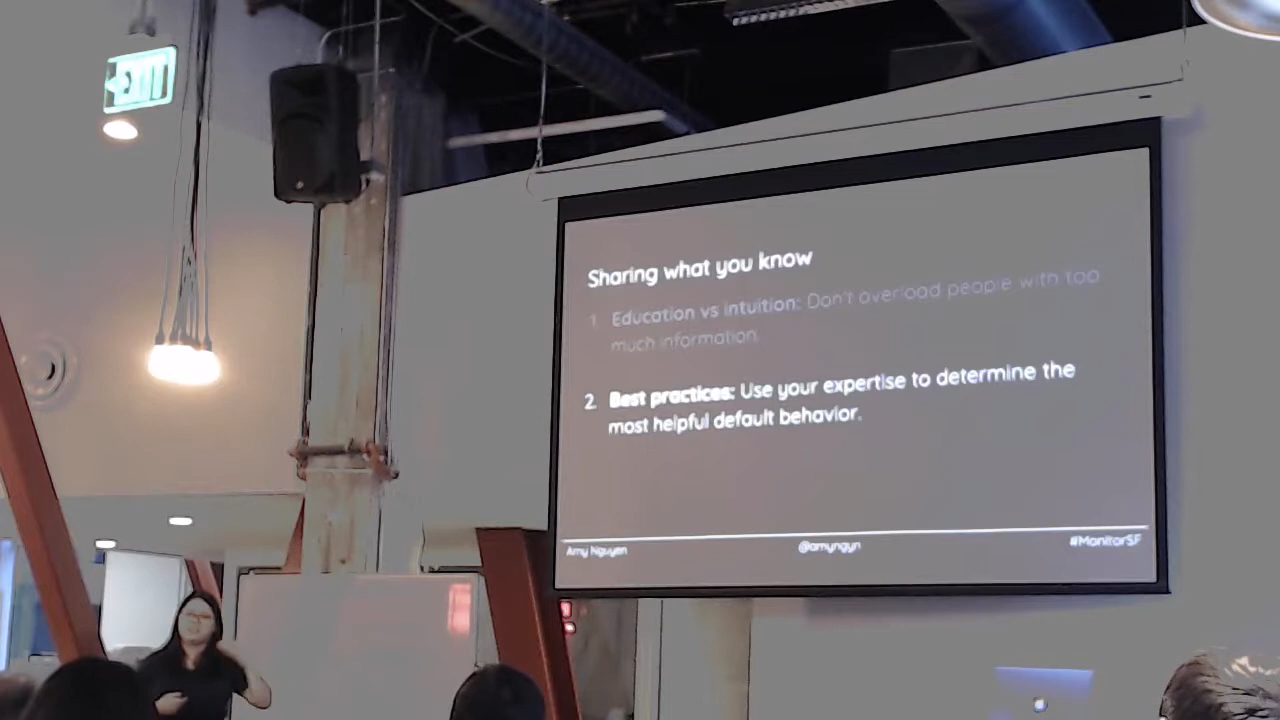 EXIT
Sharing what you know
1. Education vs intuition: Don't overload people with too
much information.
2. Best practices: Use your expertise to determine the
most helpful default behavior.
Amy Nguyen @amyngyn #MonitorSF